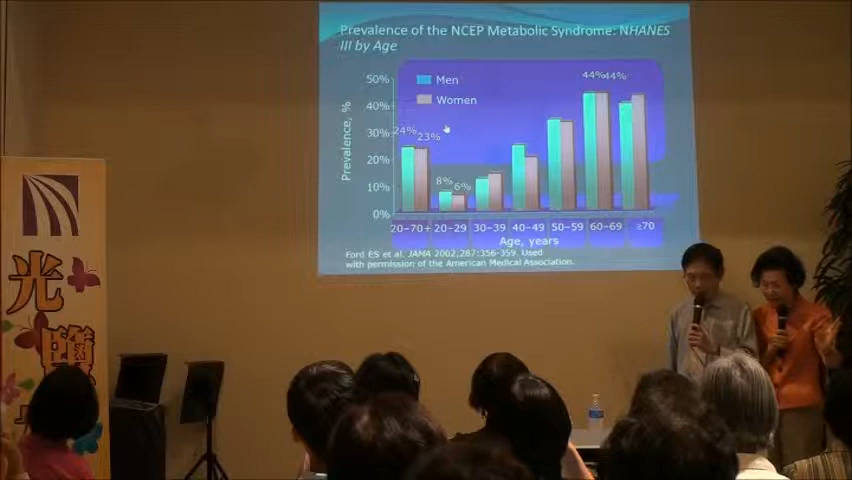 Prevalence of the NCEP Metabolic Syndrome: NHANES
III by Age
50%
40%
30%
20%
10%
0%
Prevalence, %
Men
Women
24%
23%
8%
6%
44%
44%
20–70+
20–29
30–39
40–49
50–59
60–69
≥70
Age, years
Ford ES et al. JAMA 2002;287:356-359. Used
with permission of the American Medical Association.
光
鹽